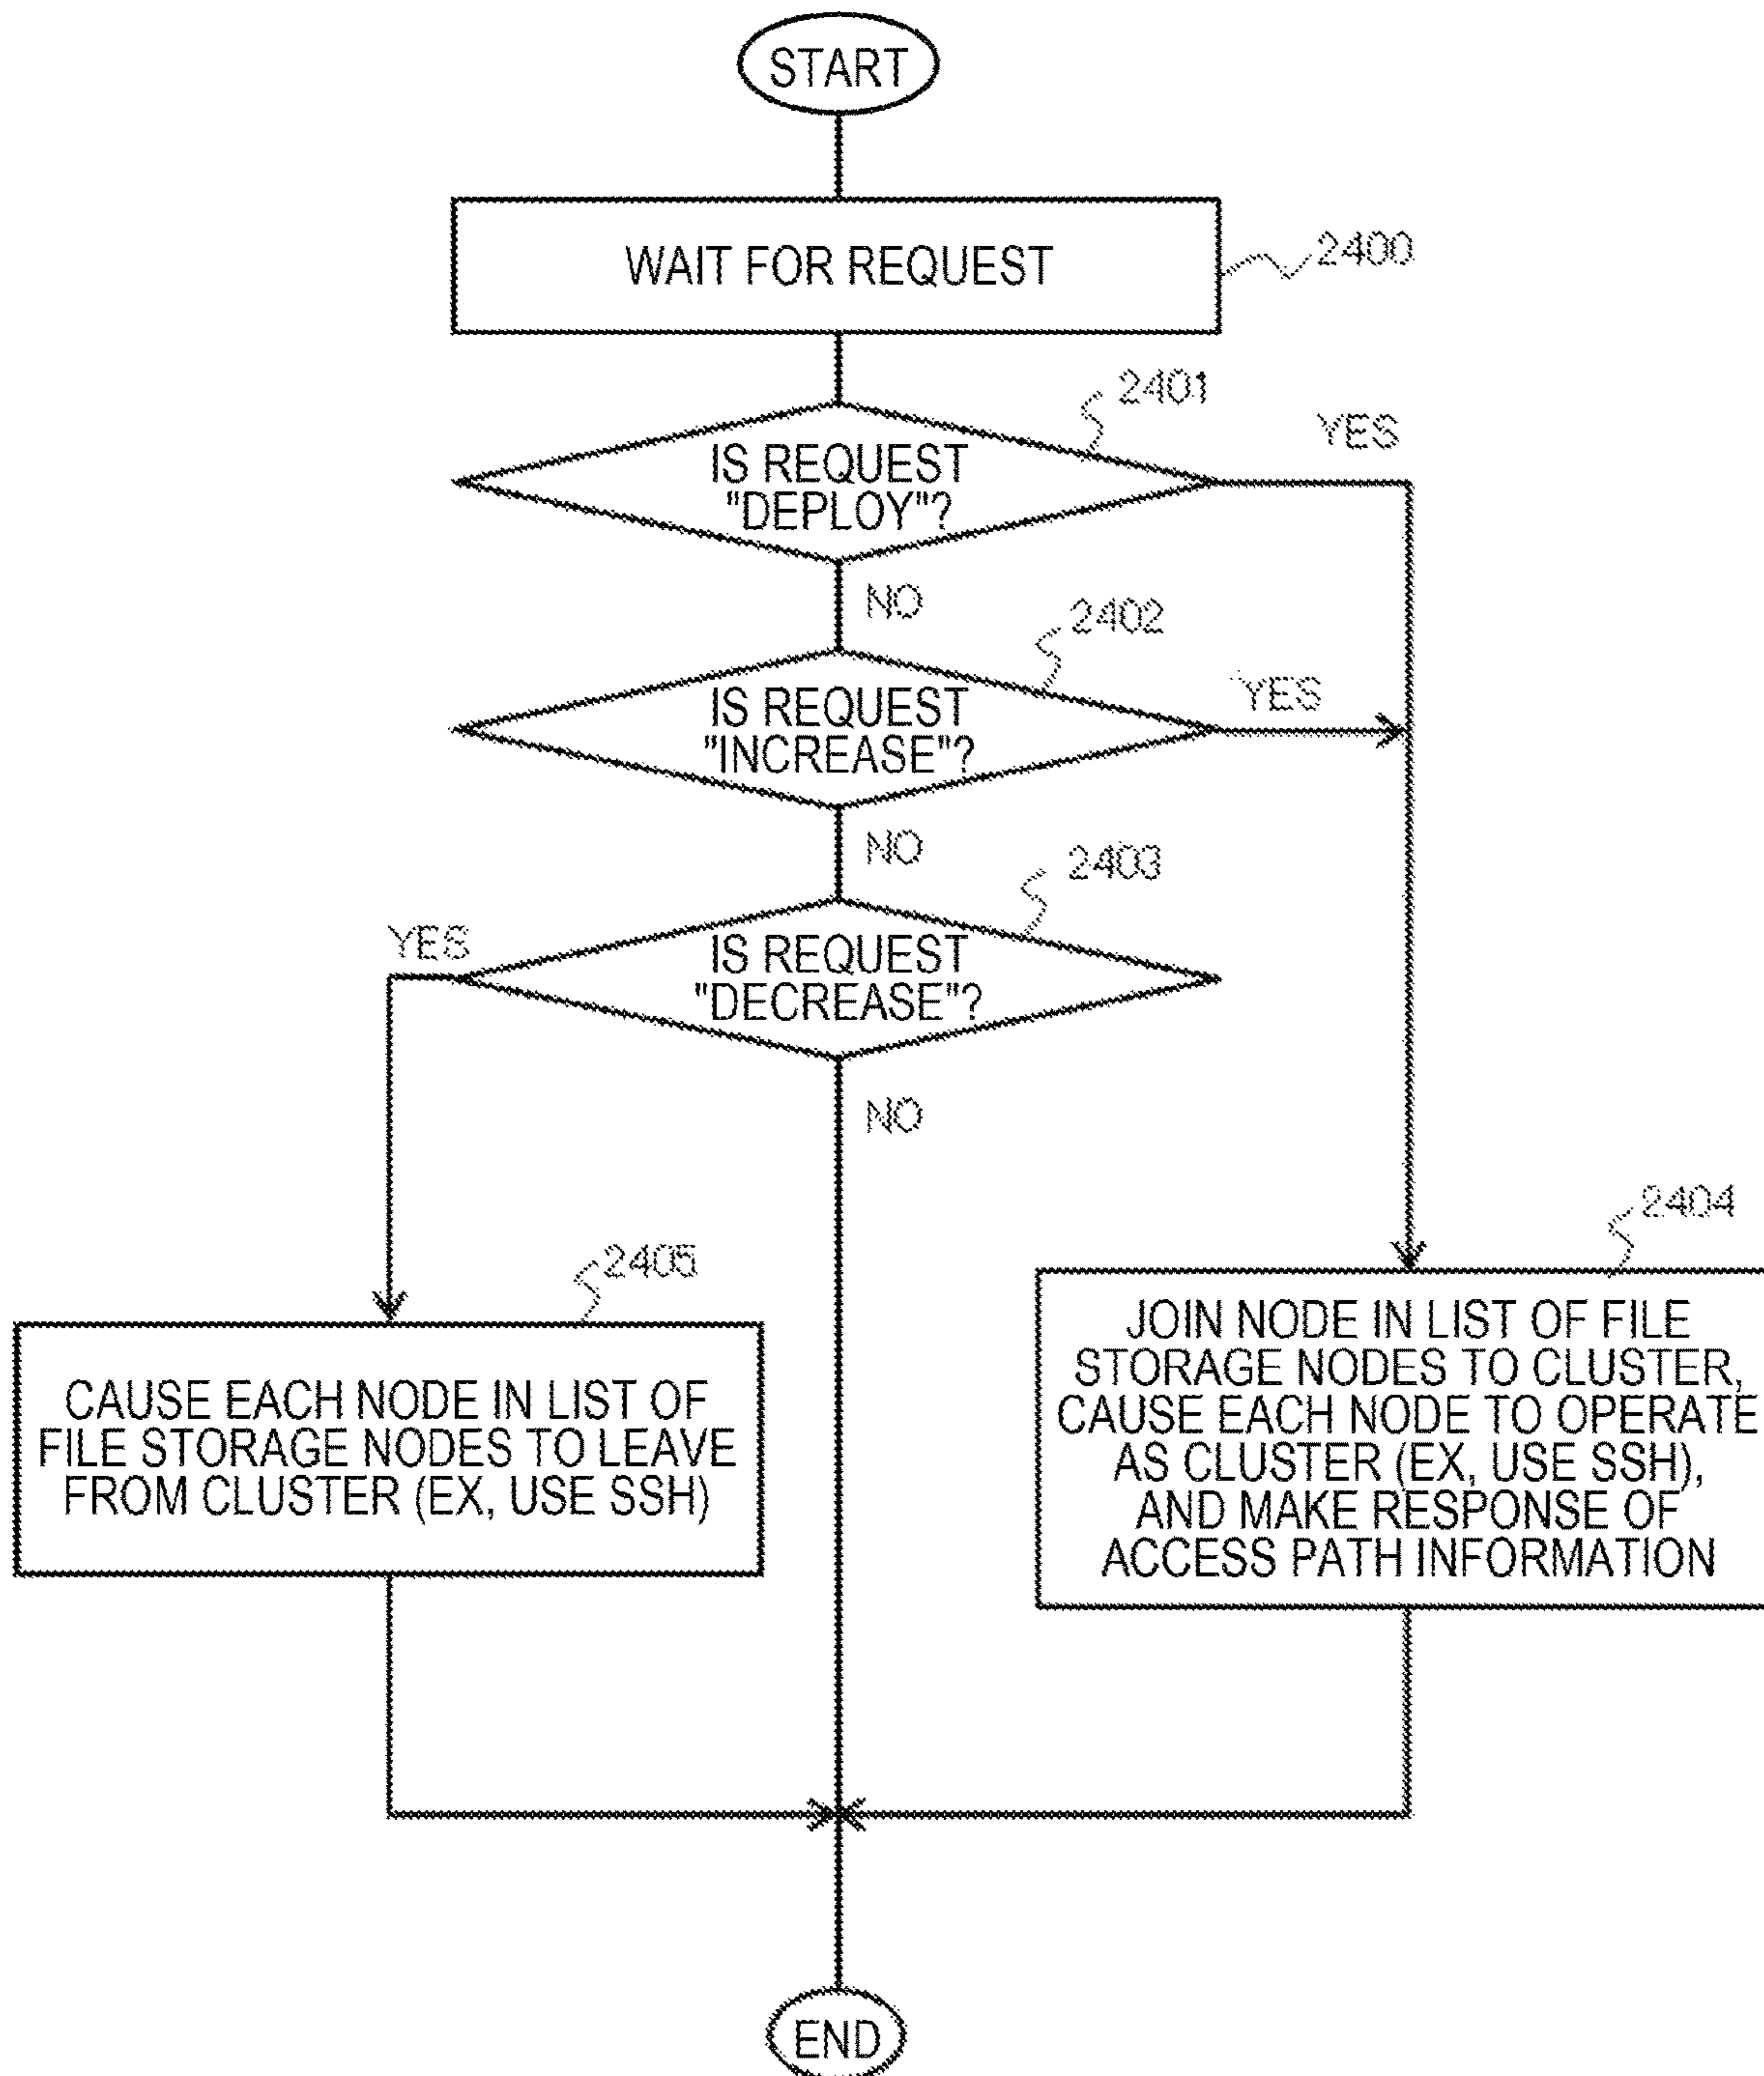 START
WAIT FOR REQUEST
2400
2401
YES
IS REQUEST
"DEPLOY"?
NO
2402
YES
IS REQUEST
"INCREASE"?
NO
2403
YES
IS REQUEST
"DECREASE"?
NO
2405
CAUSE EACH NODE IN LIST OF
FILE STORAGE NODES TO LEAVE
FROM CLUSTER (EX, USE SSH)
2404
JOIN NODE IN LIST OF FILE
STORAGE NODES TO CLUSTER,
CAUSE EACH NODE TO OPERATE
AS CLUSTER (EX, USE SSH),
AND MAKE RESPONSE OF
ACCESS PATH INFORMATION
END